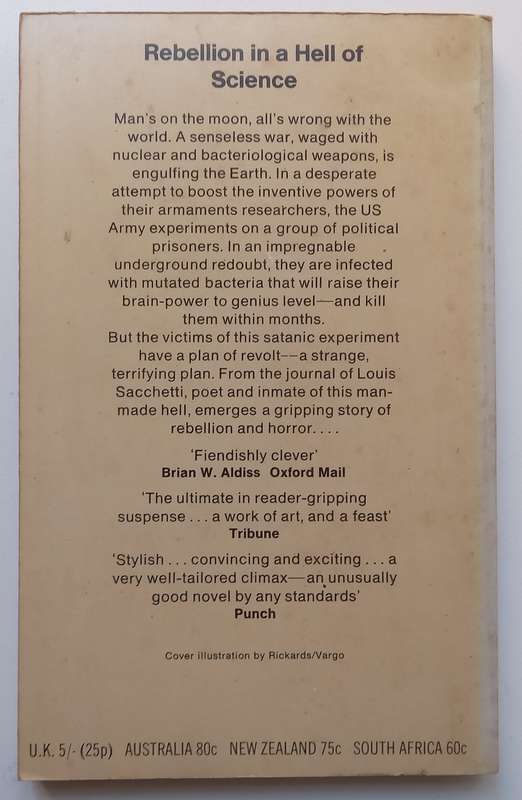 Rebellion in a Hell of
Science
Man's on the moon, all's wrong with the
world. A senseless war, waged with
nuclear and bacteriological weapons, is
engulfing the Earth. In a desperate
attempt to boost the inventive powers of
their armaments researchers, the US
Army experiments on a group of political
prisoners. In an impregnable
underground redoubt, they are infected
with mutated bacteria that will raise their
brain-power to genius level—and kill
them within months.
But the victims of this satanic experiment
have a plan of revolt—a strange,
terrifying plan. From the journal of Louis
Sacchetti, poet and inmate of this man-
made hell, emerges a gripping story of
rebellion and horror. . . .
'Fiendishly clever'
Brian W. Aldiss Oxford Mail
'The ultimate in reader-gripping
suspense . . . a work of art, and a feast'
Tribune
'Stylish . . . convincing and exciting . . . a
very well-tailored climax—an unusually
good novel by any standards'
Punch
Cover illustration by Rickards/Vargo
U.K. 5/- (25p) AUSTRALIA 80c NEW ZEALAND 75c SOUTH AFRICA 60c